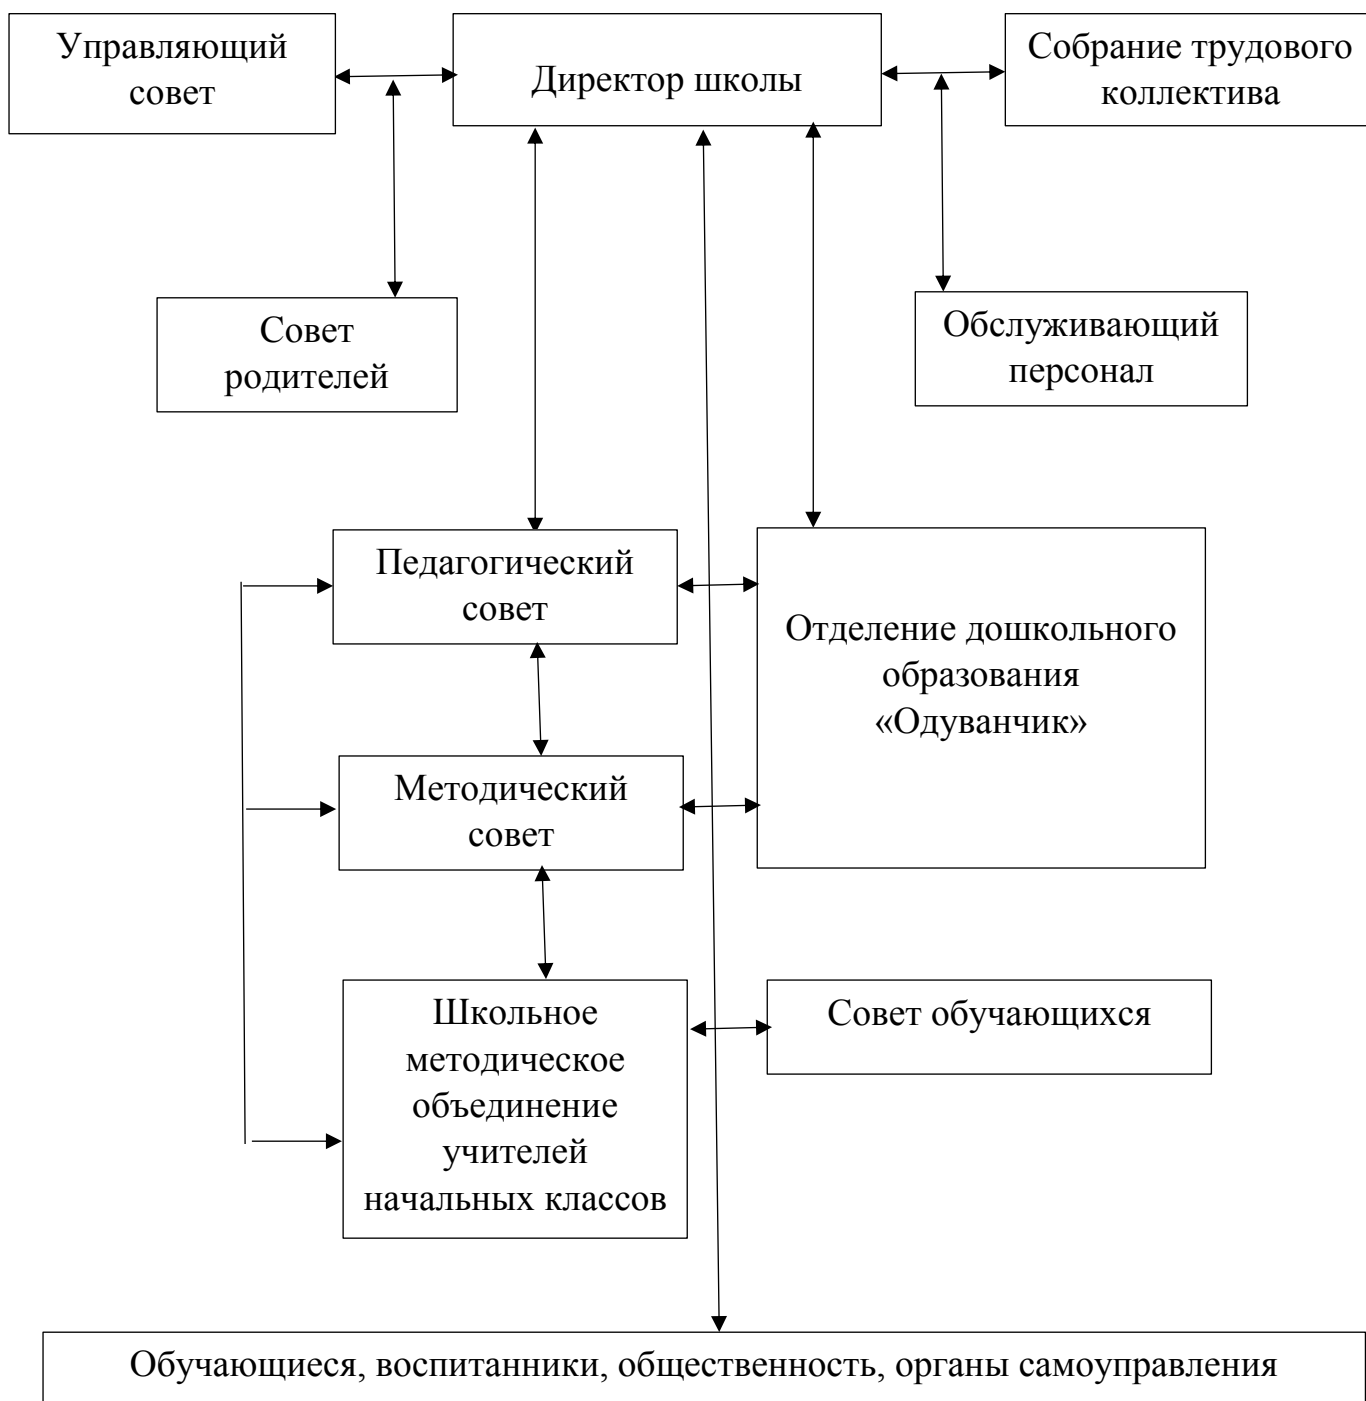 Управляющий
совет
Директор школы
Собрание трудового
коллектива
Совет
родителей
Обслуживающий
персонал
Педагогический
совет
Отделение дошкольного
образования
«Одуванчик»
Методический
совет
Школьное
методическое
объединение
учителей
начальных классов
Совет обучающихся
Обучающиеся, воспитанники, общественность, органы самоуправления